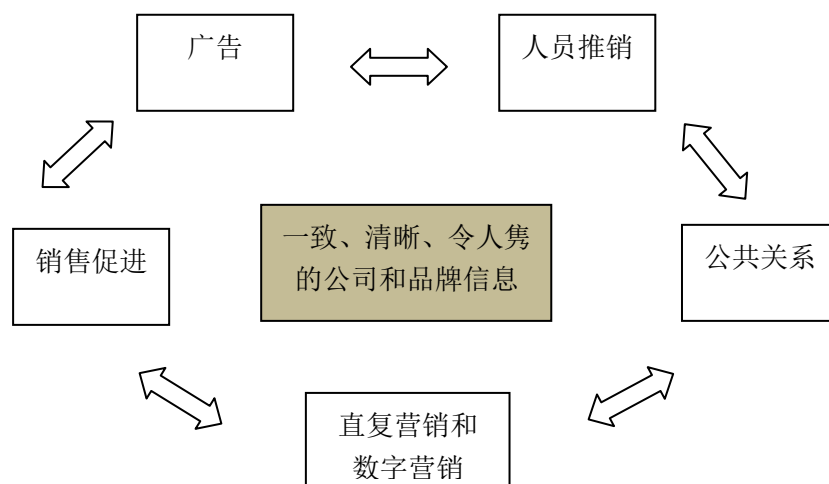 广告
人员推销
销售促进
一致、清晰、令人隽
的公司和品牌信息
公共关系
直复营销和
数字营销